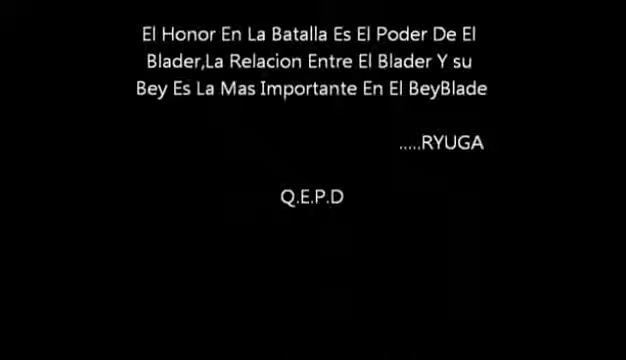 El Honor En La Batalla Es El Poder De El
Blader,La Relacion Entre El Blader Y su
Bey Es La Mas Importante En El BeyBlade
.....RYUGA
Q.E.P.D